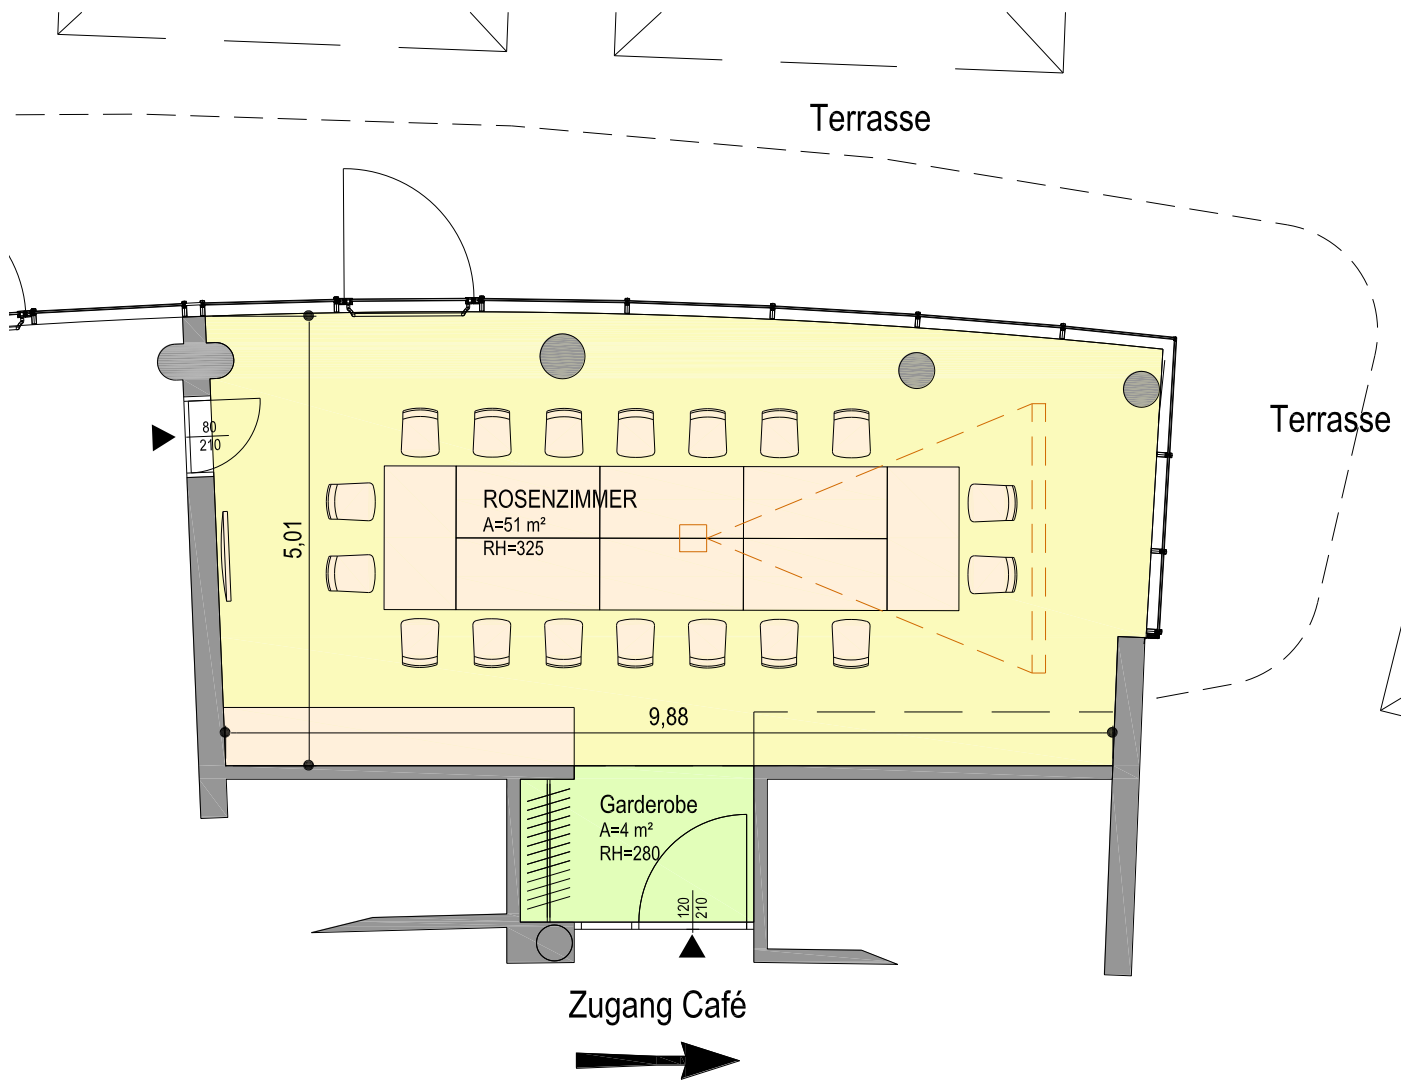 Terrasse
Terrasse
80
210
ROSENZIMMER
A=51 m²
RH=325
5,01
9,88
Garderobe
A=4 m²
RH=280
120
210
Zugang Café